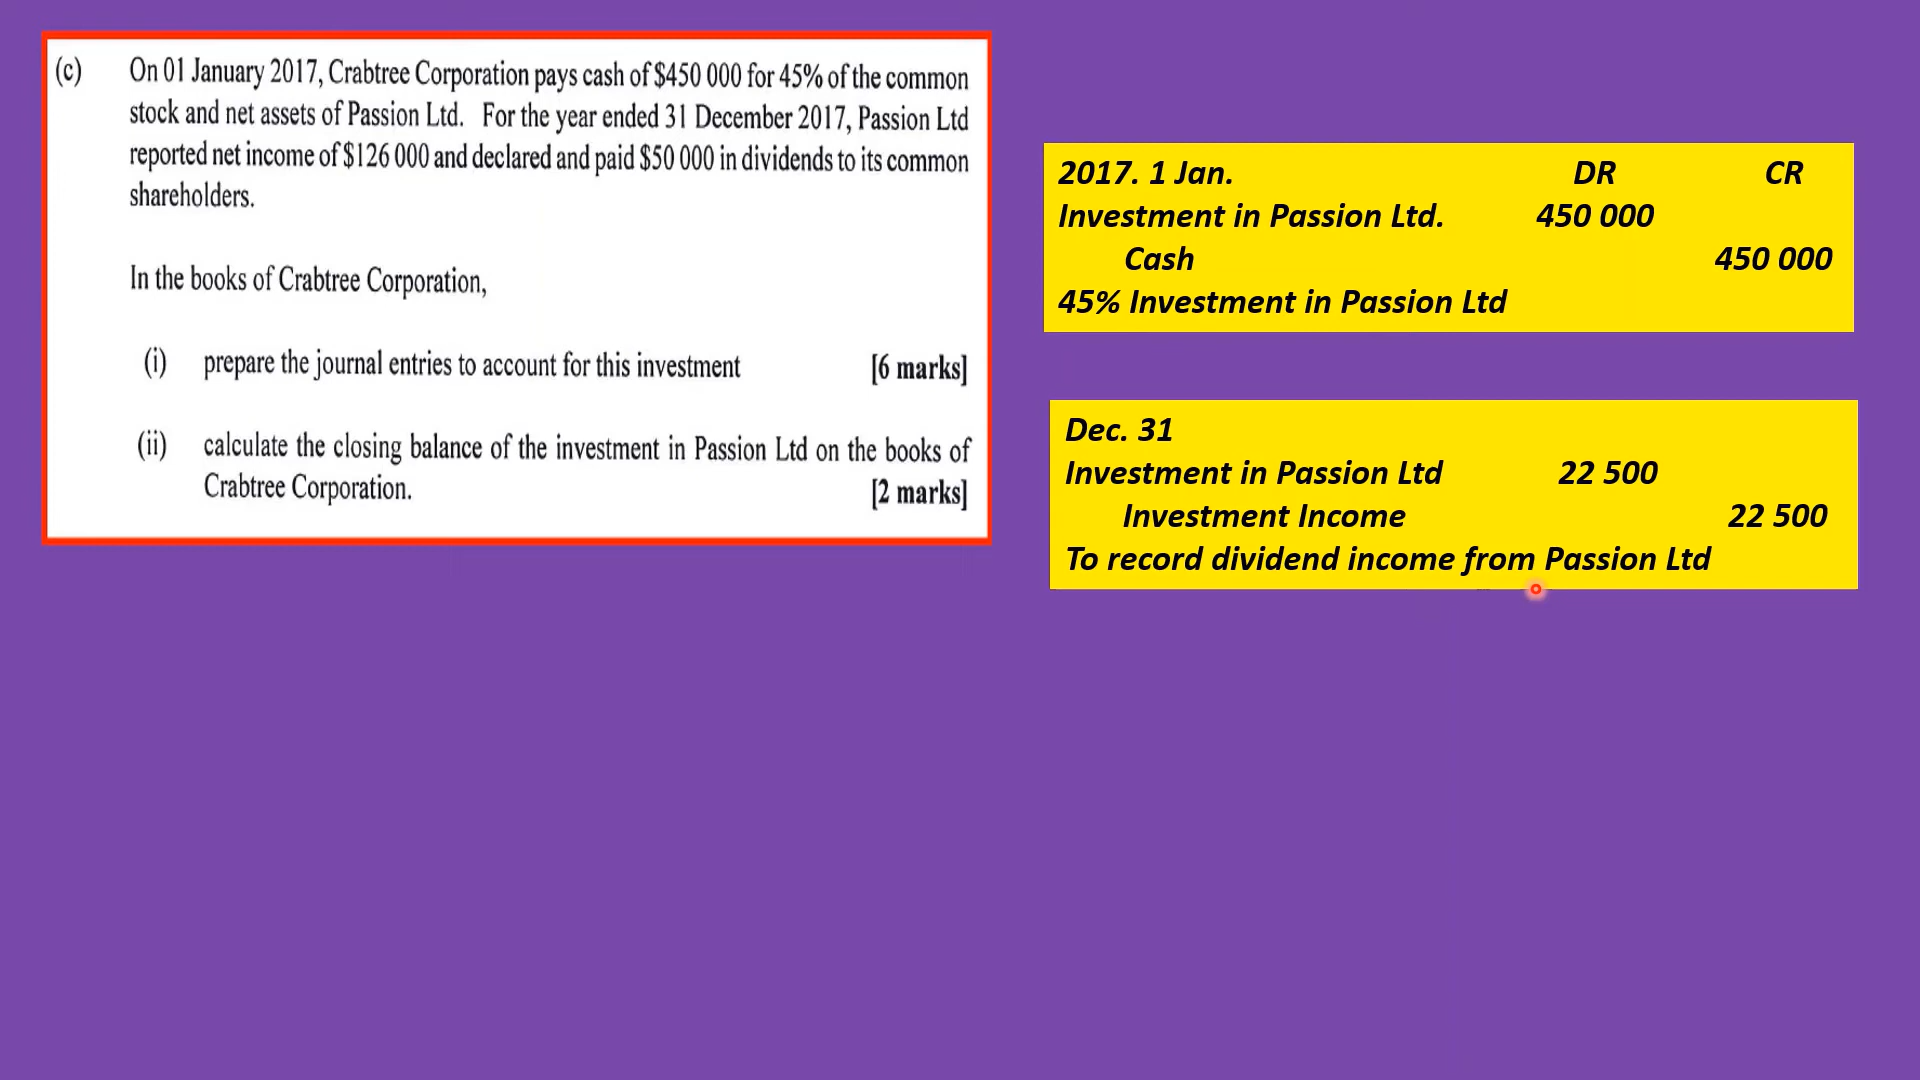 (c) On 01 January 2017, Crabtree Corporation pays cash of $450 000 for 45% of the common
stock and net assets of Passion Ltd. For the year ended 31 December 2017, Passion Ltd
reported net income of $126 000 and declared and paid $50 000 in dividends to its common
shareholders.
In the books of Crabtree Corporation,
(i) prepare the journal entries to account for this investment [6 marks]
(ii) calculate the closing balance of the investment in Passion Ltd on the books of
Crabtree Corporation. [2 marks]
2017. 1 Jan. DR CR
Investment in Passion Ltd. 450 000
Cash 450 000
45% Investment in Passion Ltd
Dec. 31
Investment in Passion Ltd 22 500
Investment Income 22 500
To record dividend income from Passion Ltd